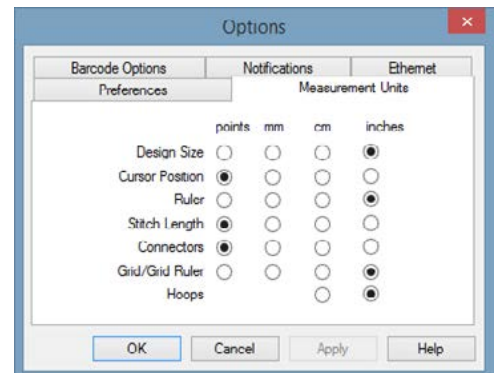 Options
Barcode Options Notifications Ethernet
Preferences Measurement Units
points mm cm inches
Design Size
Cursor Position
Ruler
Stitch Length
Connectors
Grid/Grid Ruler
Hoops
OK Cancel Apply Help